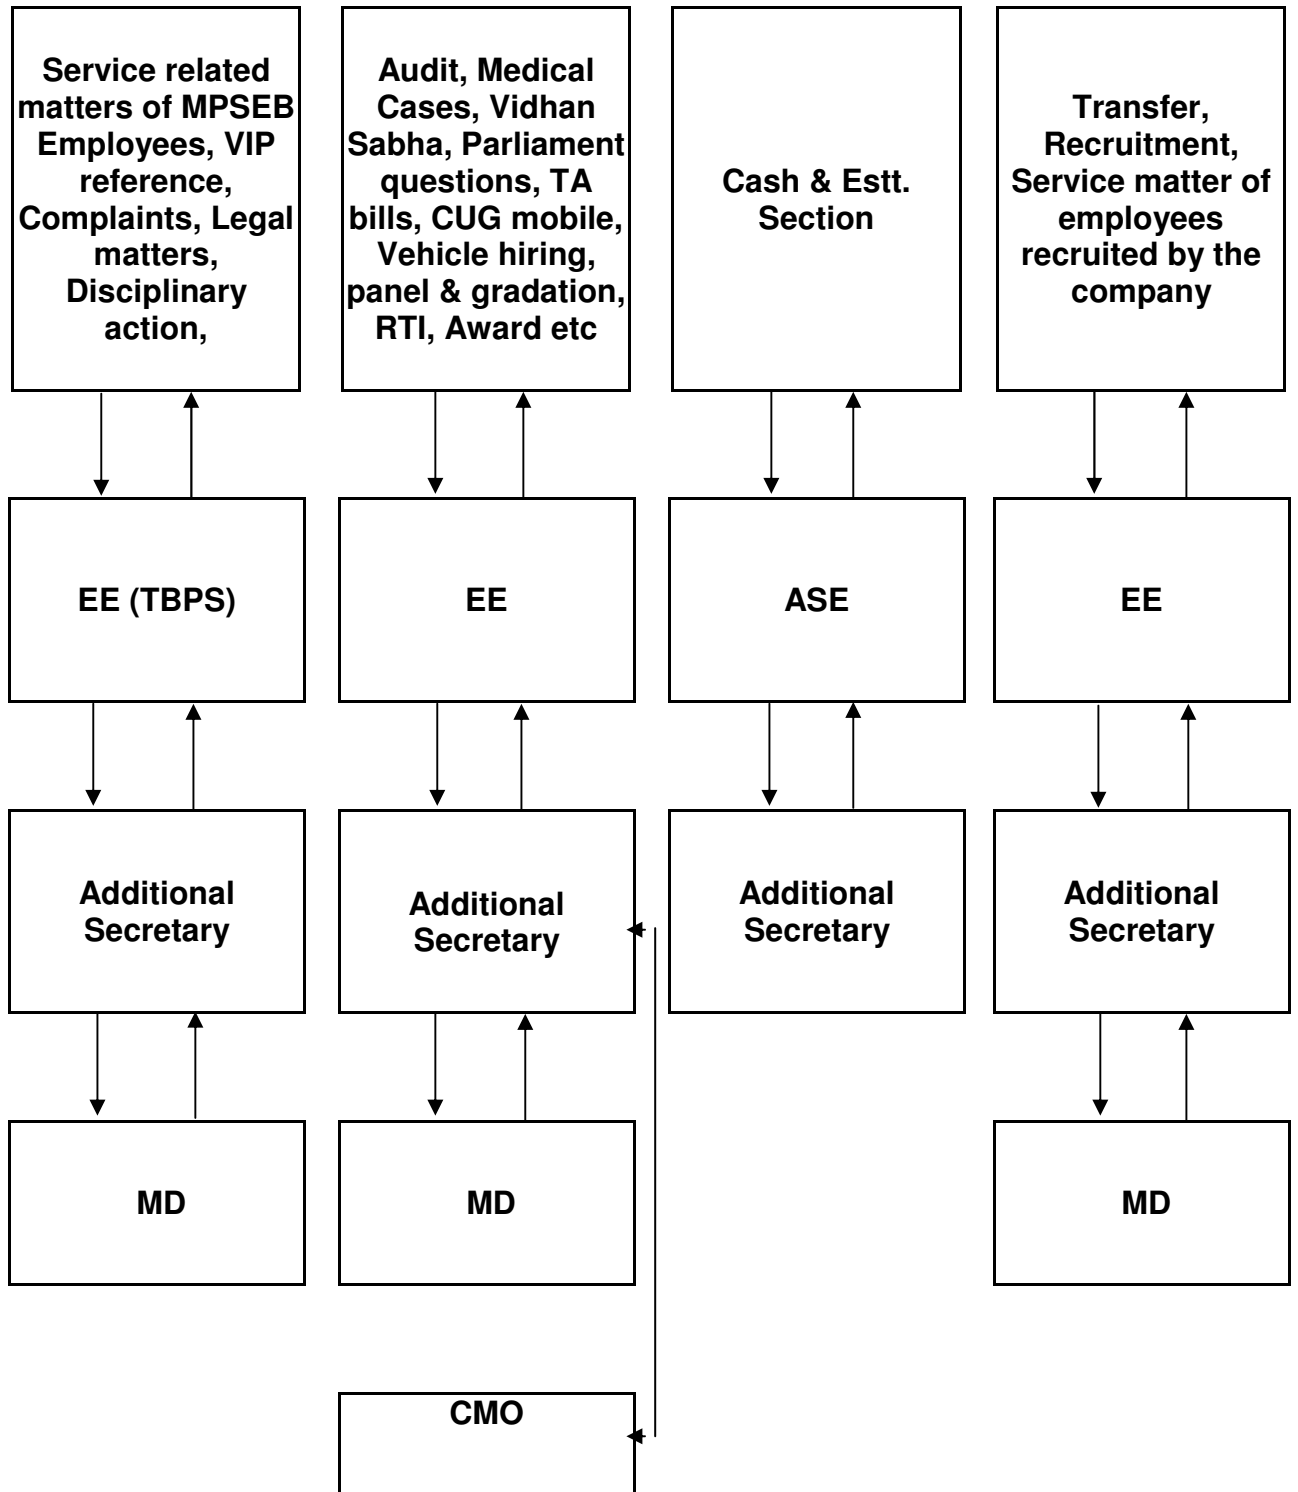 Service related
matters of MPSEB
Employees, VIP
reference,
Complaints, Legal
matters,
Disciplinary
action,
Audit, Medical
Cases, Vidhan
Sabha, Parliament
questions, TA
bills, CUG mobile,
Vehicle hiring,
panel & gradation,
RTI, Award etc
Cash & Estt.
Section
Transfer,
Recruitment,
Service matter of
employees
recruited by the
company
EE (TBPS)
EE
ASE
EE
Additional
Secretary
Additional
Secretary
Additional
Secretary
Additional
Secretary
MD
MD
MD
CMO